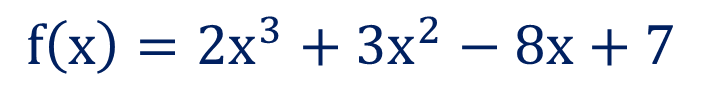 f(x) = 2x³ + 3x² − 8x + 7